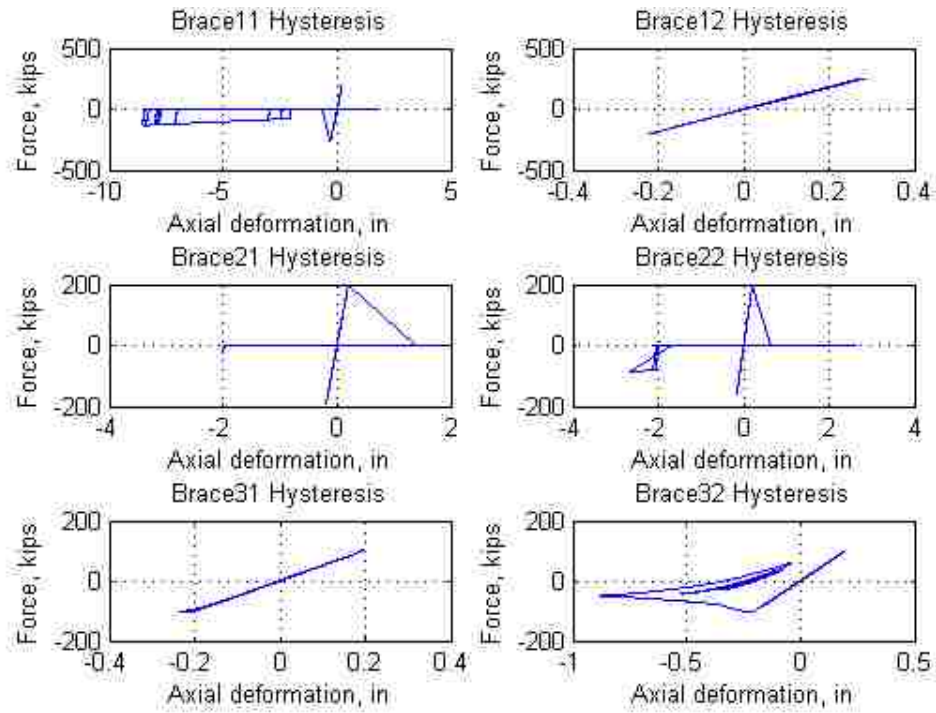 Brace11 Hysteresis
500
0
-500
Force, kips
-10
-5
0
5
Axial deformation, in
Brace12 Hysteresis
500
0
-500
Force, kips
-0.4
-0.2
0
0.2
0.4
Axial deformation, in
Brace21 Hysteresis
200
0
-200
Force, kips
-4
-2
0
2
Axial deformation, in
Brace22 Hysteresis
200
0
-200
Force, kips
-4
-2
0
2
4
Axial deformation, in
Brace31 Hysteresis
200
0
-200
Force, kips
-0.4
-0.2
0
0.2
0.4
Axial deformation, in
Brace32 Hysteresis
200
0
-200
Force, kips
-1
-0.5
0
0.5
Axial deformation, in